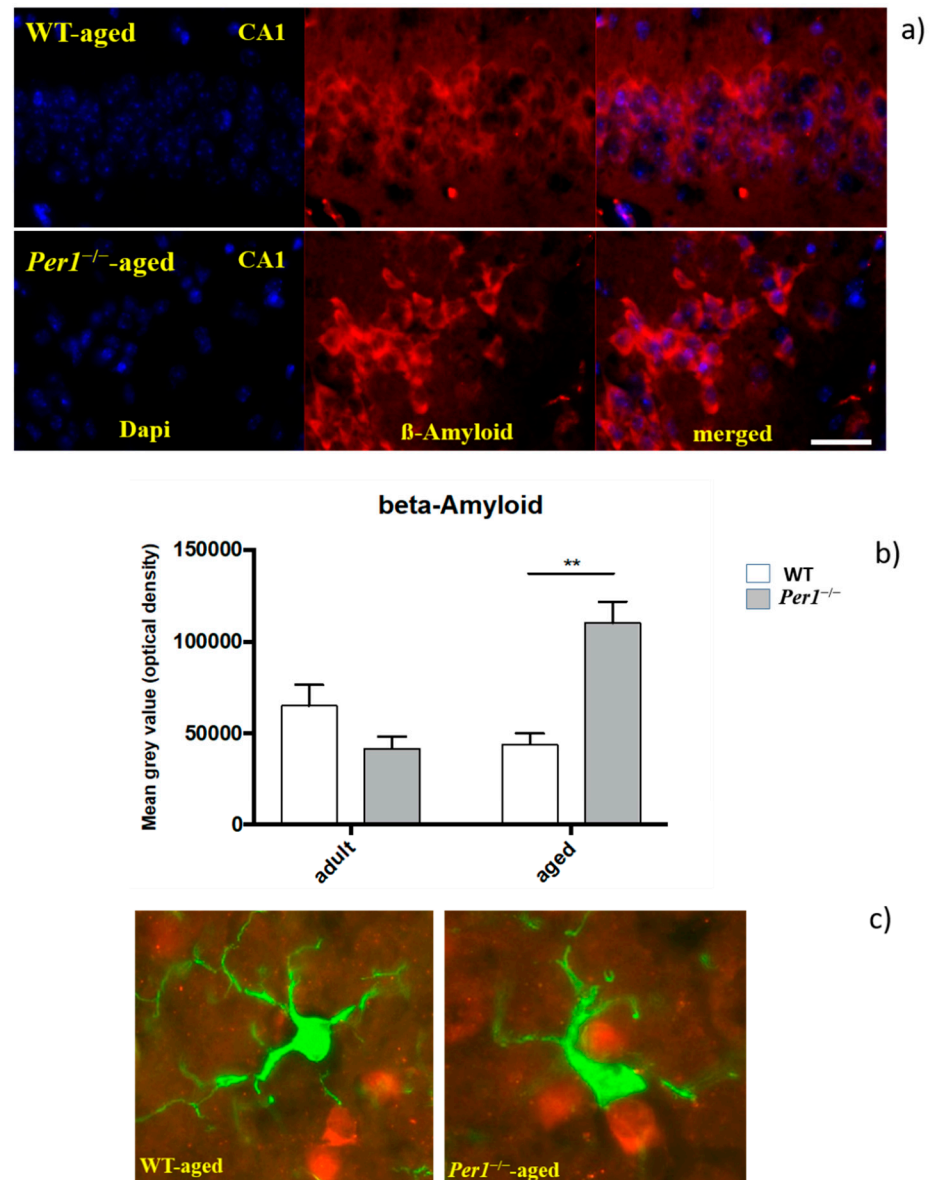 WT-aged CA1
a)
Per1⁻/⁻-aged CA1
Dapi ß-Amyloid merged
beta-Amyloid
b)
Mean grey value (optical density)
150000
100000
50000
0
**
WT
Per1⁻/⁻
adult aged
c)
WT-aged Per1⁻/⁻-aged